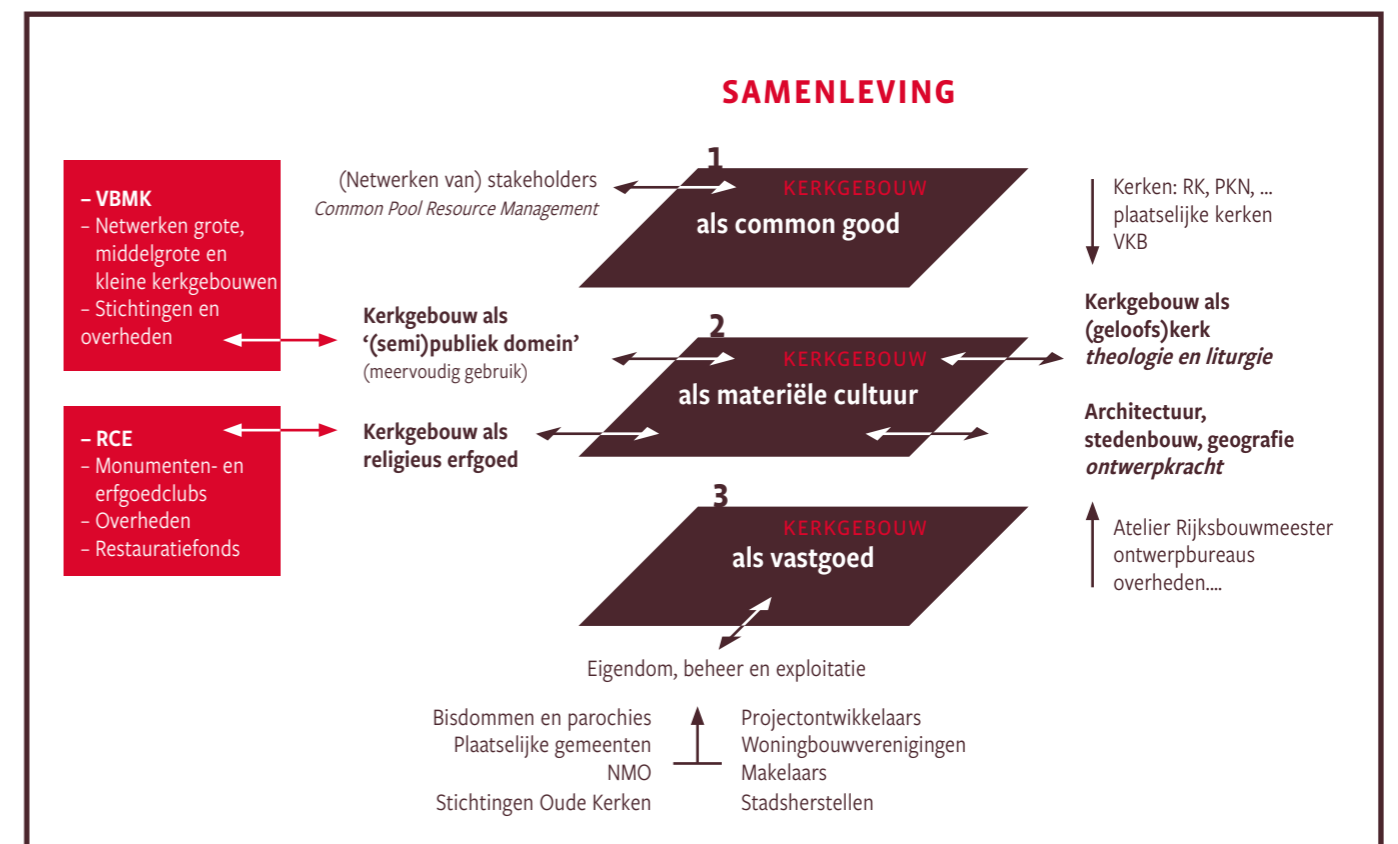 SAMENLEVING
– VBMK
– Netwerken grote,
middelgrote en
kleine kerkgebouwen
– Stichtingen en
overheden
– RCE
– Monumenten- en
erfgoedclubs
– Overheden
– Restauratiefonds
(Netwerken van) stakeholders
Common Pool Resource Management
Kerkgebouw als
‘(semi)publiek domein’
(meervoudig gebruik)
Kerkgebouw als
religieus erfgoed
1
KERKGEBOUW
als common good
2
KERKGEBOUW
als materiële cultuur
3
KERKGEBOUW
als vastgoed
Kerken: RK, PKN, ...
plaatselijke kerken
VKB
Kerkgebouw als
(geloofs)kerk
theologie en liturgie
Architectuur,
stedenbouw, geografie
ontwerpkracht
Atelier Rijksbouwmeester
ontwerpbureaus
overheden....
Eigendom, beheer en exploitatie
Bisdommen en parochies
Plaatselijke gemeenten
NMO
Stichtingen Oude Kerken
Projectontwikkelaars
Woningbouwverenigingen
Makelaars
Stadsherstellen